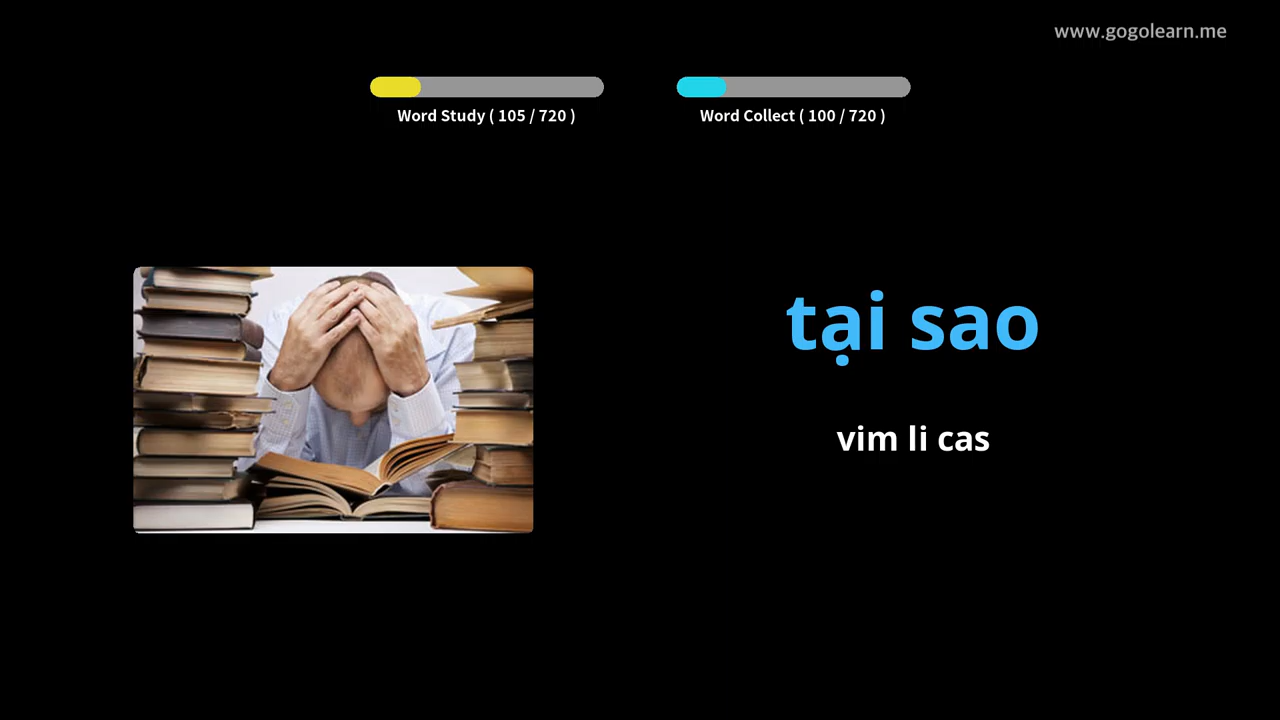 www.gogolearn.me
Word Study ( 105 / 720 )
Word Collect ( 100 / 720 )
tại sao
vim li cas